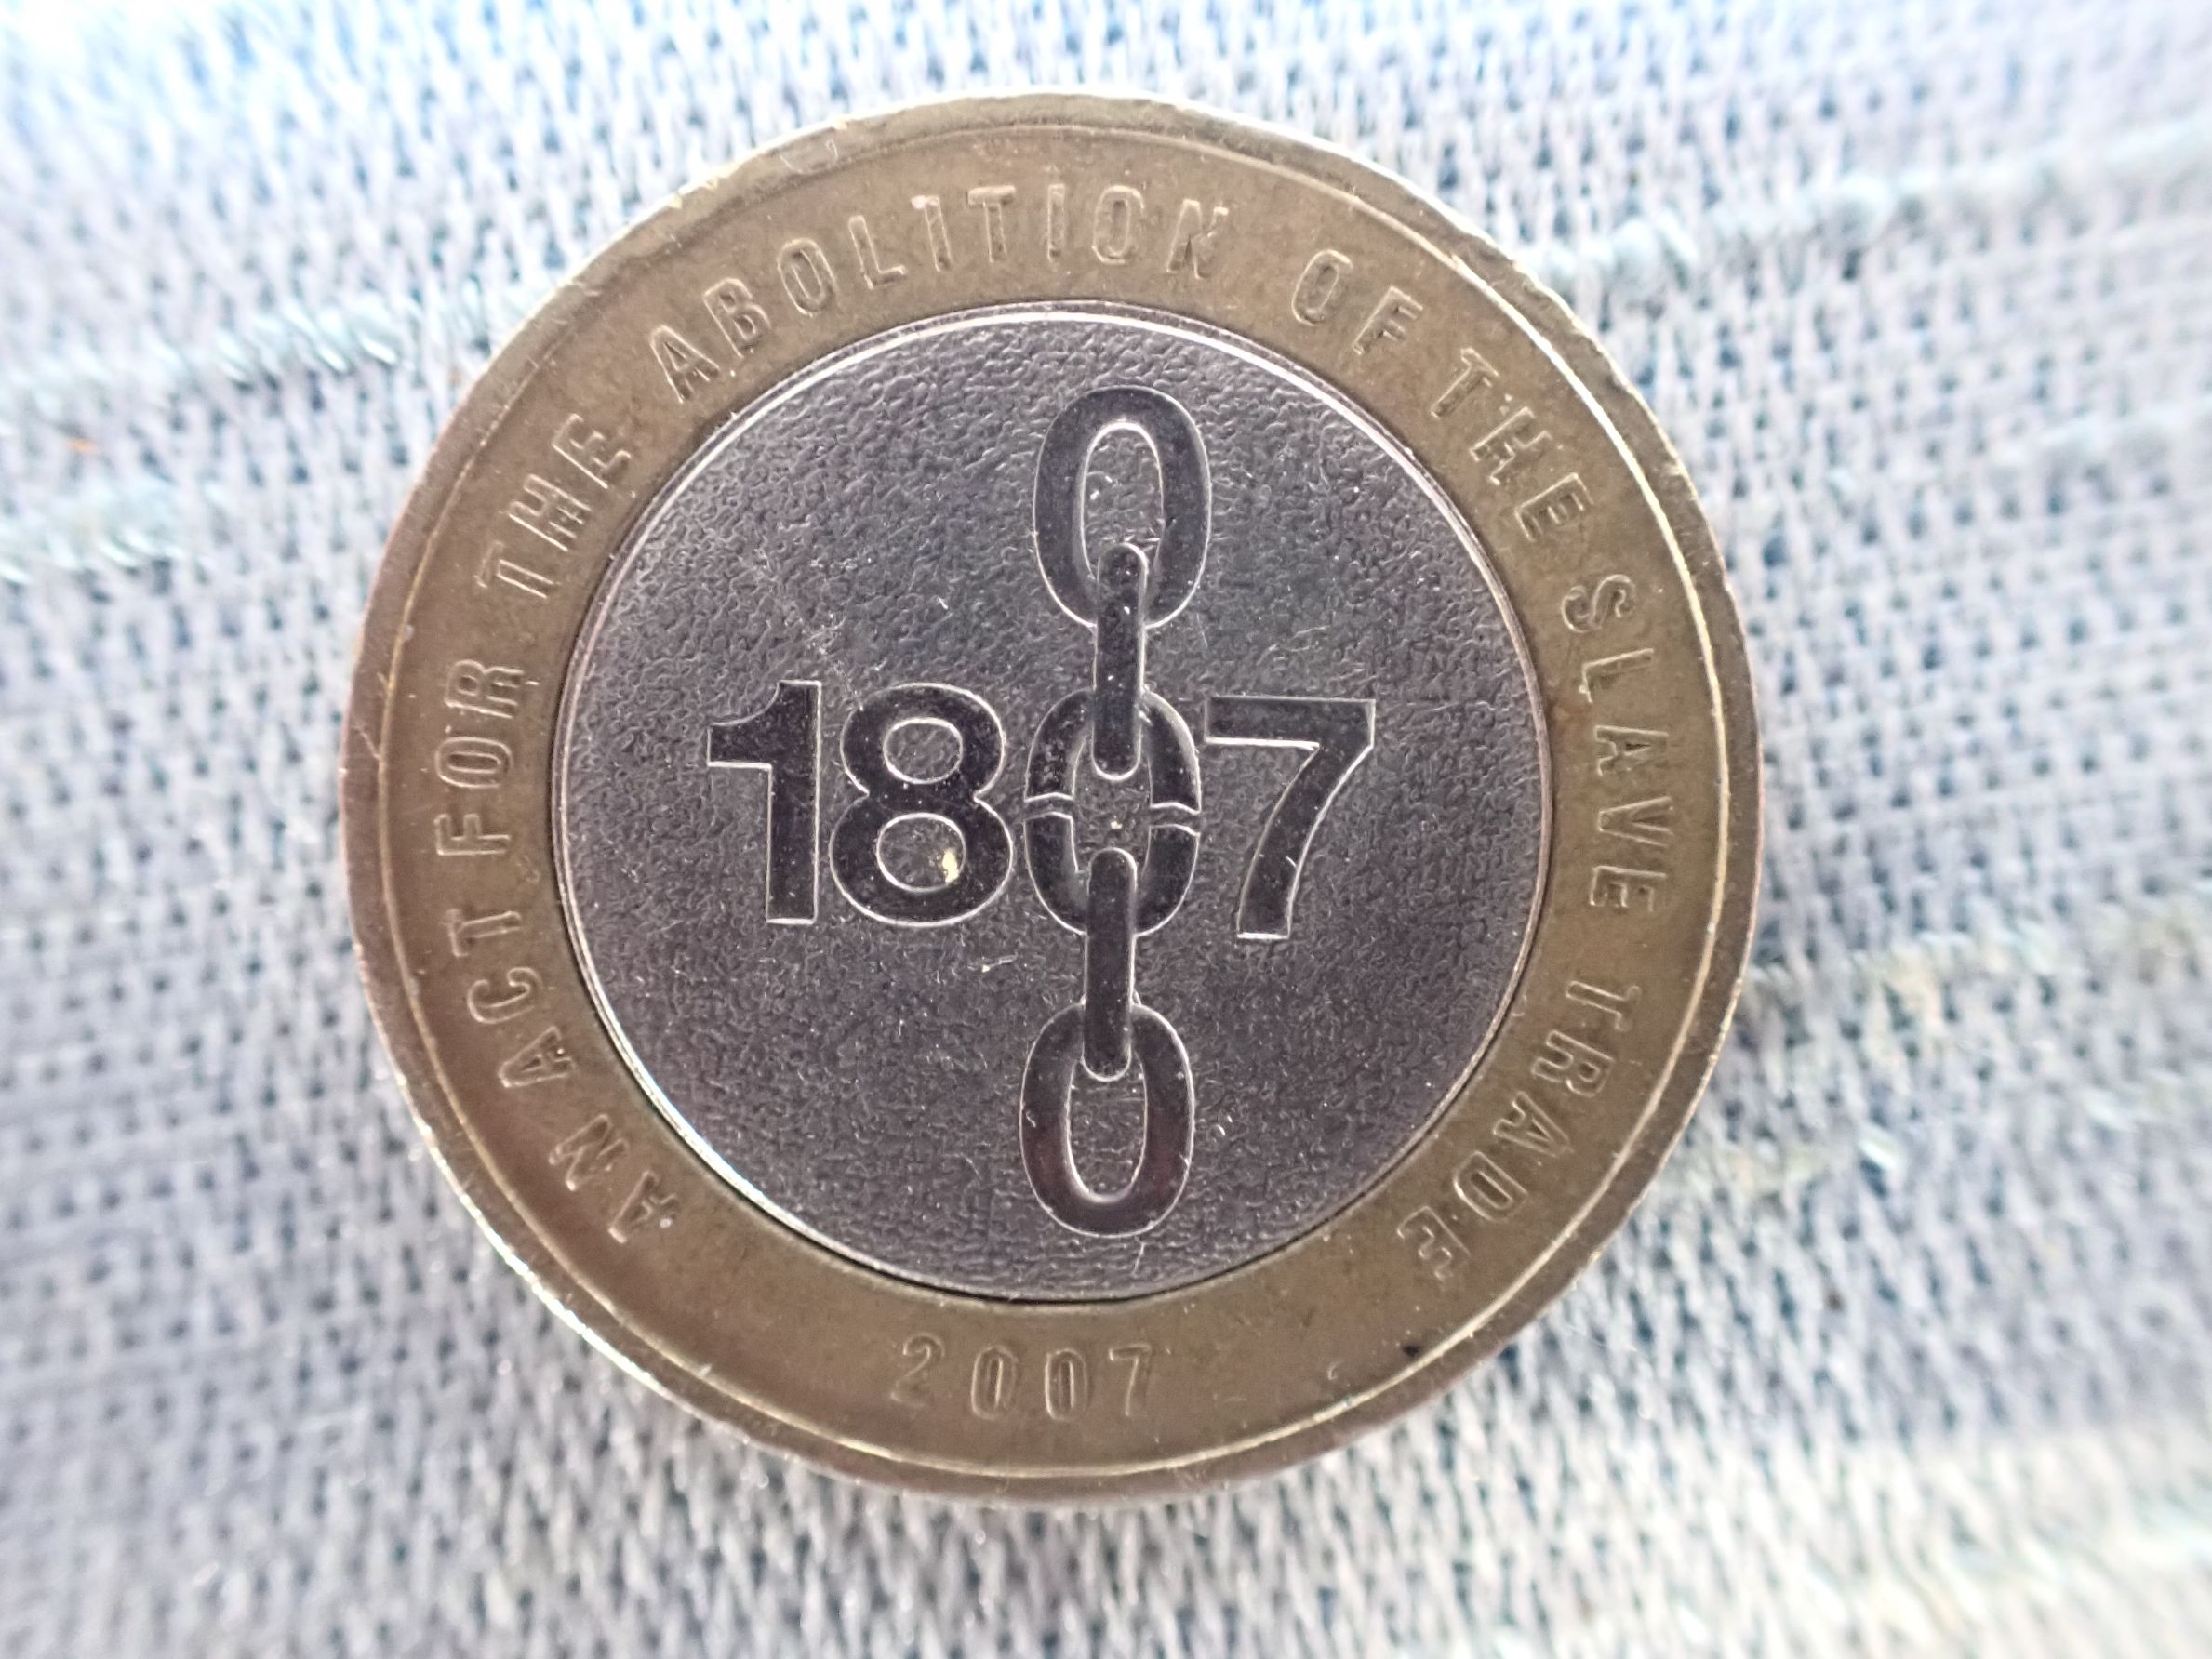 AN ACT FOR THE ABOLITION OF THE SLAVE TRADE
1807
2007